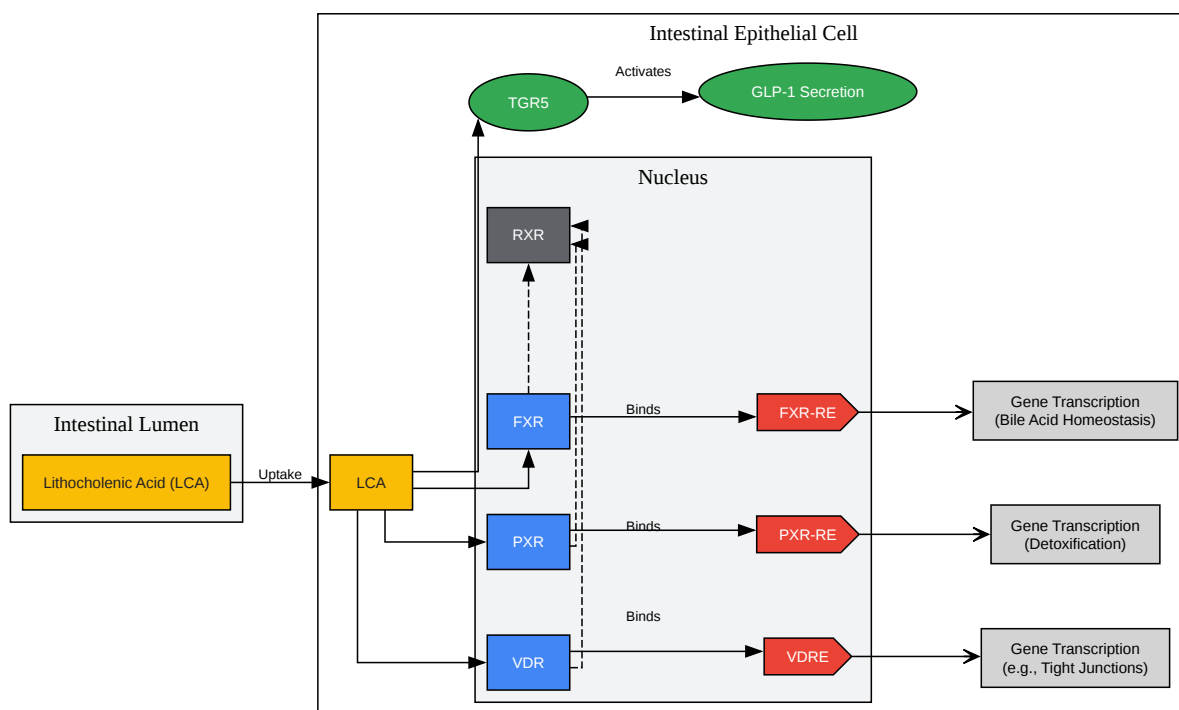 Intestinal Epithelial Cell
TGR5
Activates
GLP-1 Secretion
Nucleus
RXR
FXR
Binds
FXR-RE
Gene Transcription
(Bile Acid Homeostasis)
Intestinal Lumen
Lithocholenic Acid (LCA)
Uptake
LCA
PXR
Binds
PXR-RE
Gene Transcription
(Detoxification)
VDR
Binds
VDRE
Gene Transcription
(e.g., Tight Junctions)